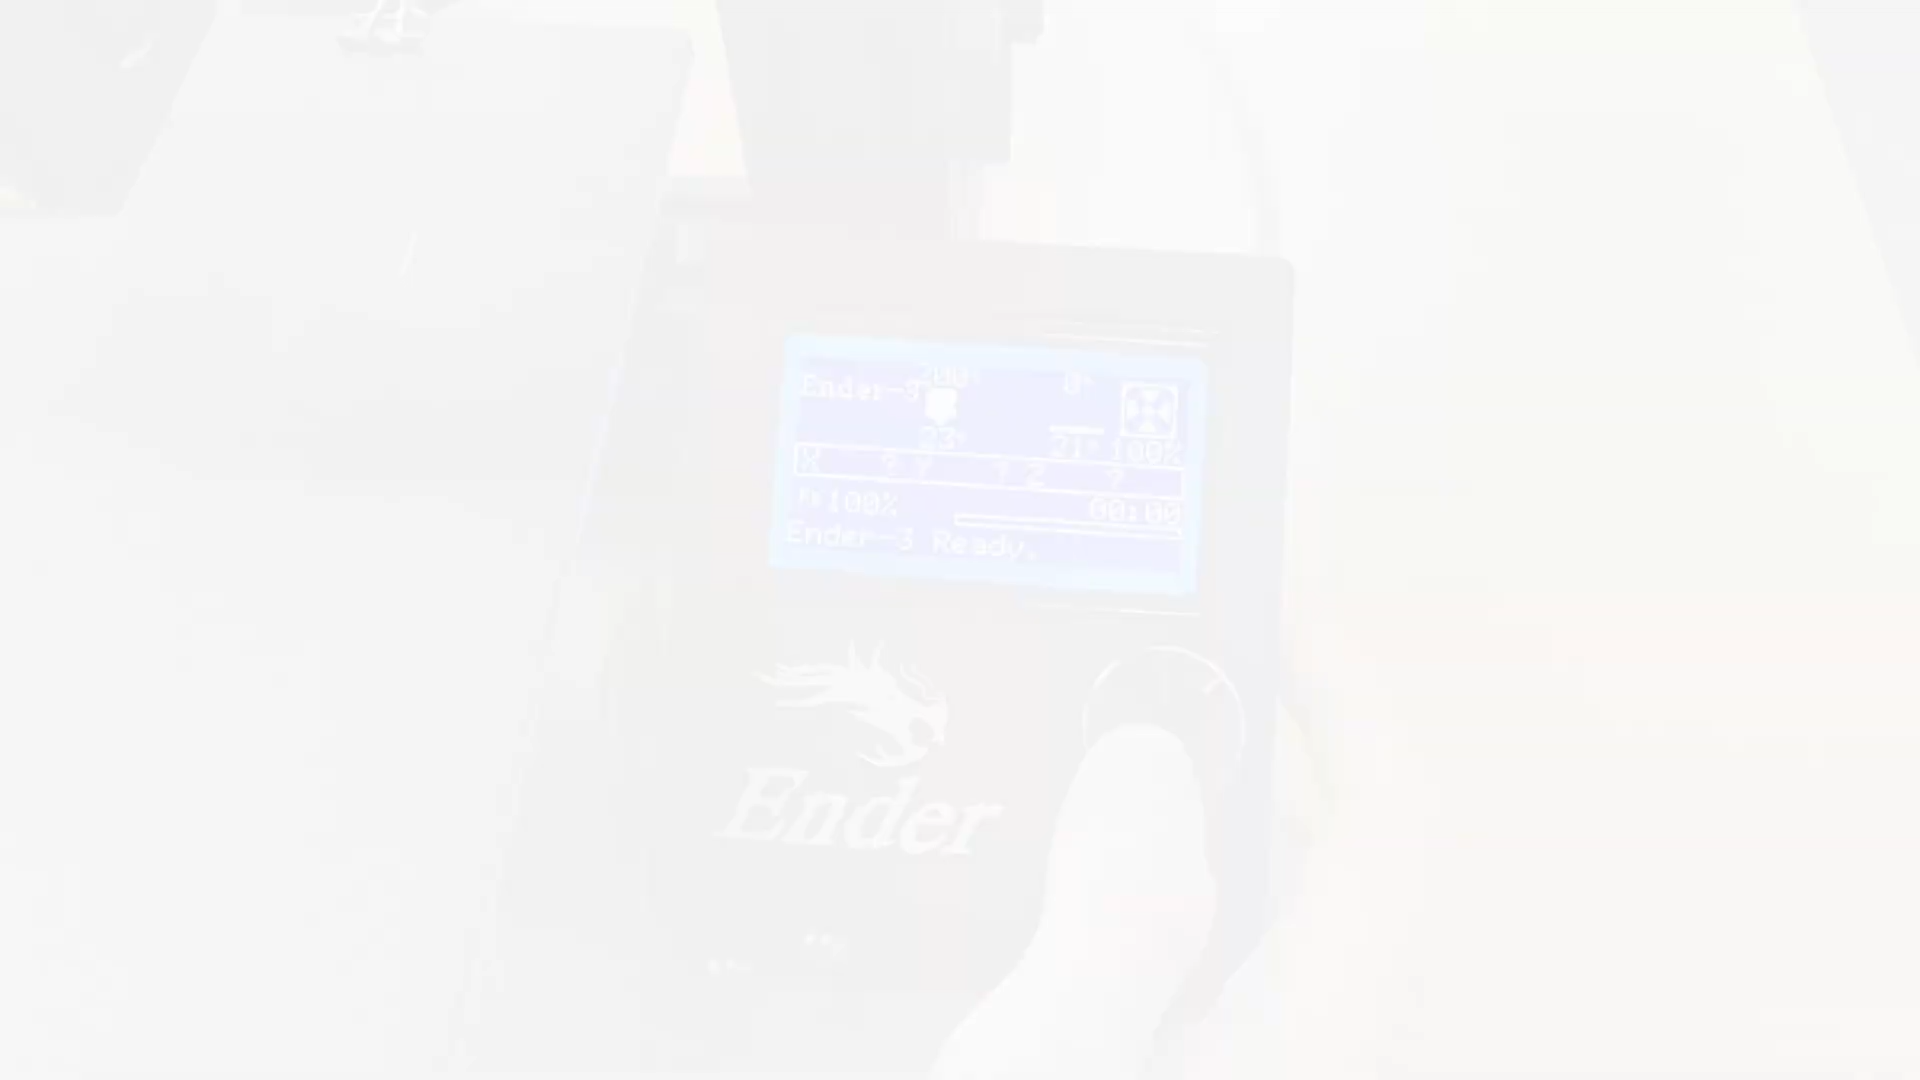 Ender-3 200° 0°
23° 21° 100%
X ? Y ? Z ?
100% 00:00
Ender-3 Ready.
Ender